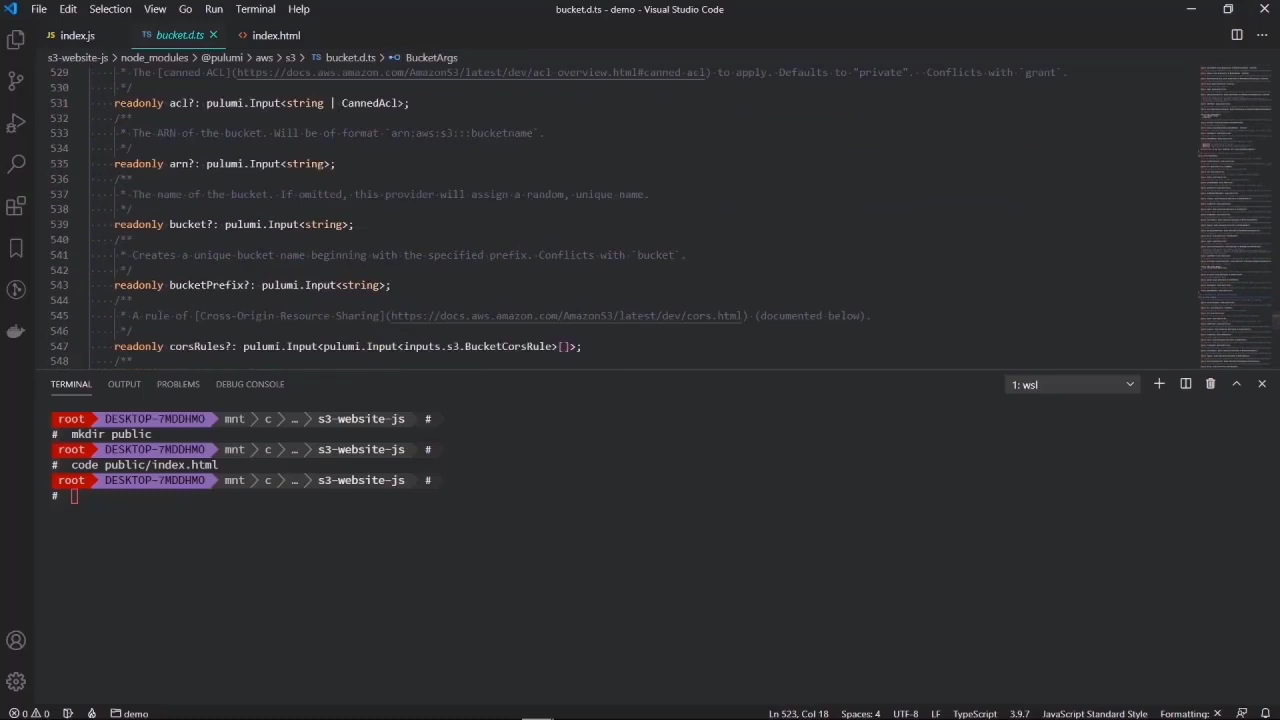 File Edit Selection View Go Run Terminal Help
bucket.d.ts - demo - Visual Studio Code
JS index.js
TS bucket.d.ts
<> index.html
s3-website-js > node_modules > @pulumi > aws > s3 > TS bucket.d.ts > BucketArgs
529 * The [canned ACL](https://docs.aws.amazon.com/AmazonS3/latest/dev/acl-overview.html#canned-acl) to apply. Defaults to "private". Conflicts with `grant`.
530 */
531 readonly acl?: pulumi.Input<string | CannedAcl>;
532 /**
533 * The ARN of the bucket. Will be of format `arn:aws:s3:::bucketname`.
534 */
535 readonly arn?: pulumi.Input<string>;
536 /**
537 * The name of the bucket. If omitted, this provider will assign a random, unique name.
538 */
539 readonly bucket?: pulumi.Input<string>;
540 /**
541 * Creates a unique bucket name beginning with the specified prefix. Conflicts with `bucket`.
542 */
543 readonly bucketPrefix?: pulumi.Input<string>;
544 /**
545 * A rule of [Cross-Origin Resource Sharing](https://docs.aws.amazon.com/AmazonS3/latest/dev/cors.html) (documented below).
546 */
547 readonly corsRules?: pulumi.Input<pulumi.Input<inputs.s3.BucketCorsRule>[]>;
548 /**
TERMINAL OUTPUT PROBLEMS DEBUG CONSOLE
1: wsl
root DESKTOP-7MDDHMO mnt c … s3-website-js #
# mkdir public
root DESKTOP-7MDDHMO mnt c … s3-website-js #
# code public/index.html
root DESKTOP-7MDDHMO mnt c … s3-website-js #
#
0 0 demo
Ln 523, Col 18 Spaces: 4 UTF-8 LF TypeScript 3.9.7 JavaScript Standard Style Formatting: ×